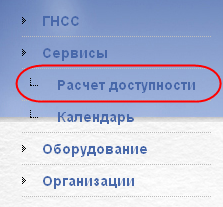 ГНСС
Сервисы
Расчет доступности
Календарь
Оборудование
Организации